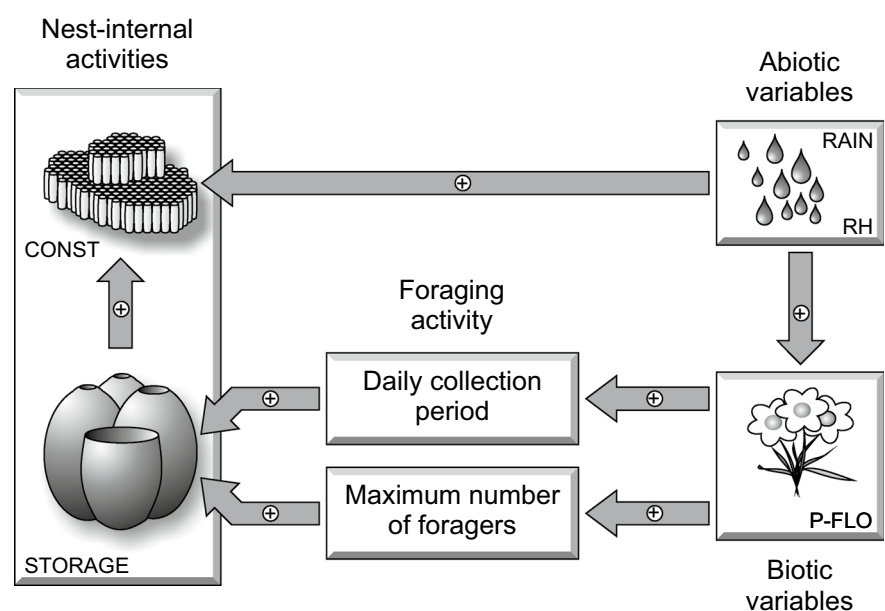 Nest-internal
activities
Abiotic
variables
RAIN
RH
CONST
Foraging
activity
Daily collection
period
Maximum number
of foragers
P-FLO
STORAGE
Biotic
variables